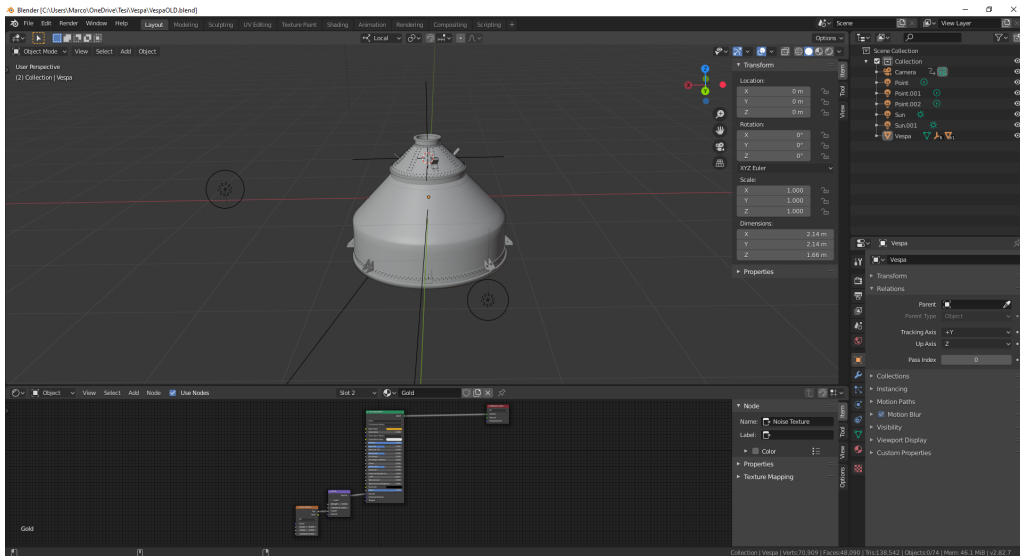 Blender [C:\Users\Marco\OneDrive\Tesi\Vespa\VespaOLD.blend]
File Edit Render Window Help Layout Modeling Sculpting UV Editing Texture Paint Shading Animation Rendering Compositing Scripting + Scene View Layer
Local Options
Object Mode View Select Add Object
User Perspective
(2) Collection | Vespa
Transform
Location:
X 0 m
Y 0 m
Z 0 m
Rotation:
X 0°
Y 0°
Z 0°
XYZ Euler
Scale:
X 1.000
Y 1.000
Z 1.000
Dimensions:
X 2.14 m
Y 2.14 m
Z 1.66 m
Properties
Item
Tool
View
X
Y
Z
Scene Collection
Collection
Camera
Point
Point.001
Point.002
Sun
Sun.001
Vespa
Vespa
Vespa
Transform
Relations
Parent
Parent Type Object
Tracking Axis +Y
Up Axis Z
Pass Index 0
Collections
Instancing
Motion Paths
Motion Blur
Visibility
Viewport Display
Custom Properties
Object View Select Add Node Use Nodes Slot 2 Gold
Node
Name: Noise Texture
Label:
Color
Properties
Texture Mapping
Item
Tool
View
Options
Gold
Collection | Vespa | Verts:70,909 | Faces:48,090 | Tris:138,542 | Objects:0/74 | Mem: 46.1 MiB | v2.82.7